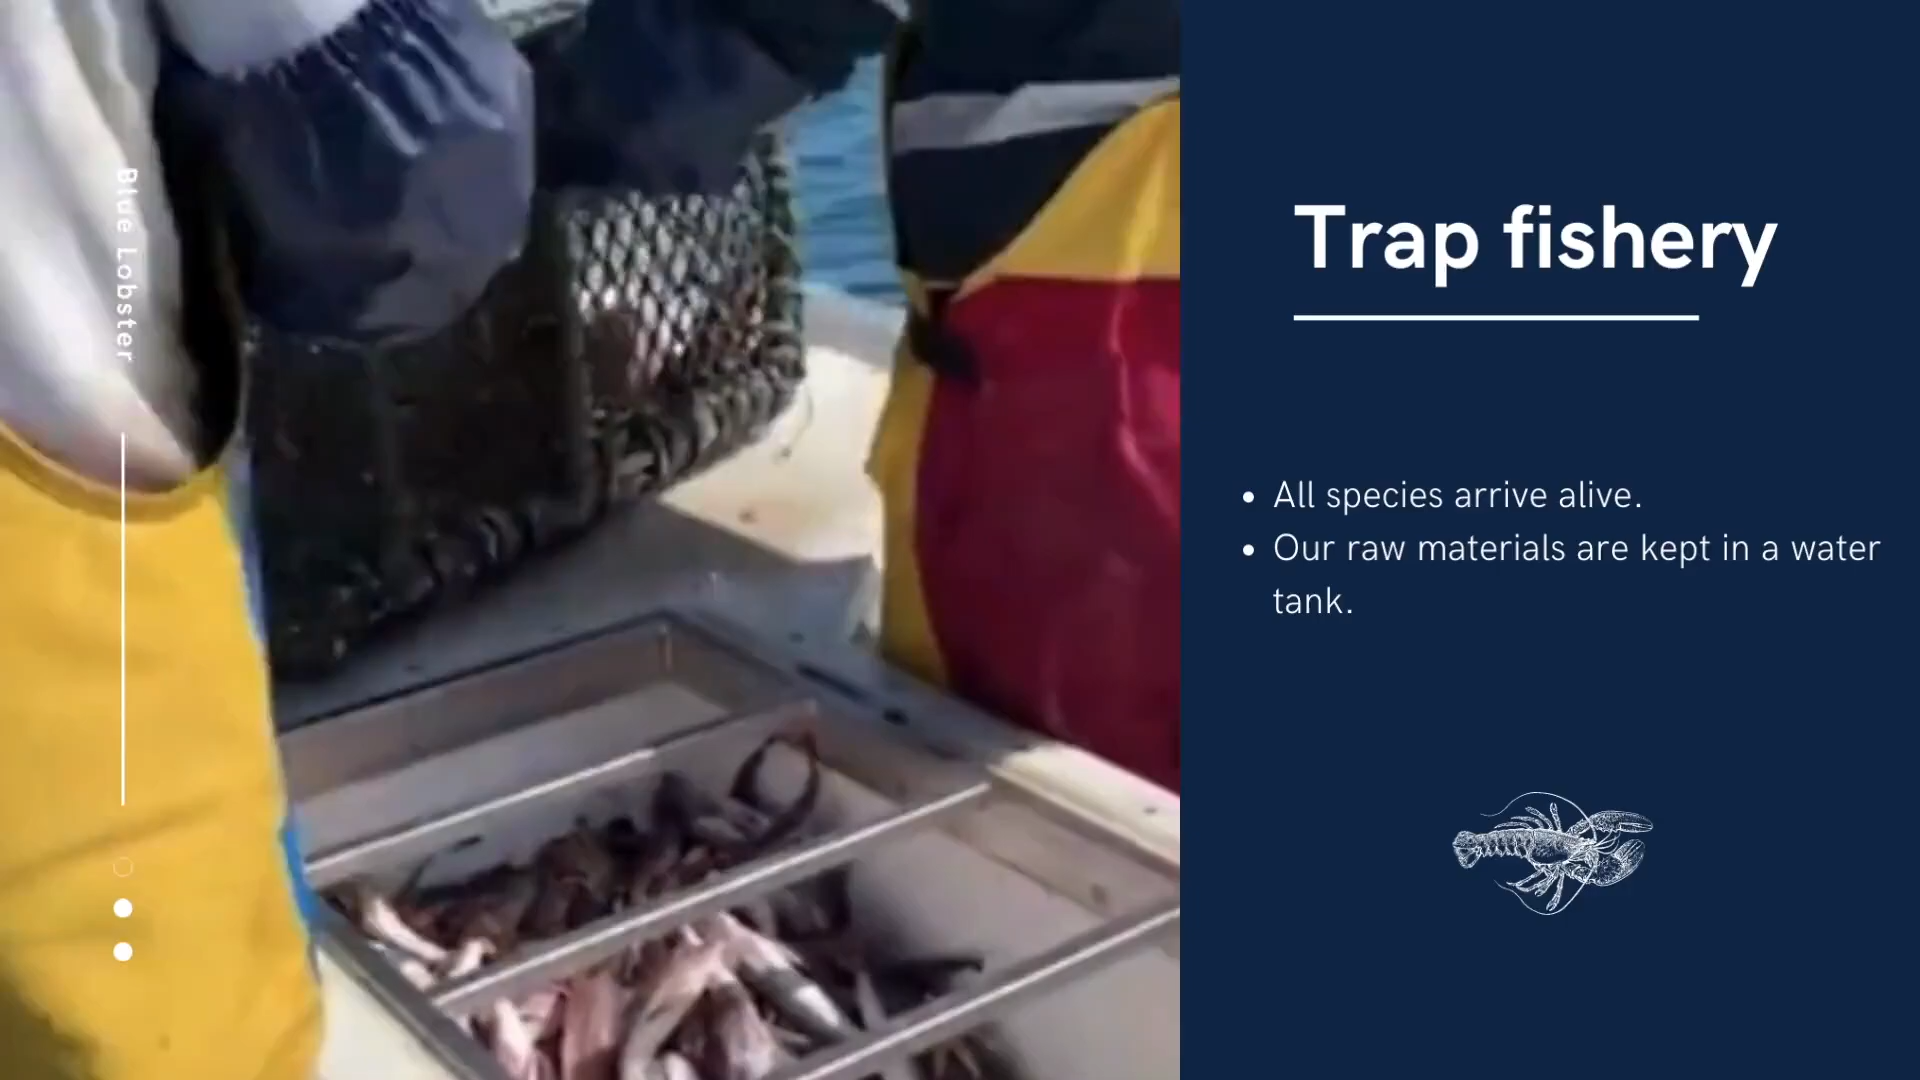 Blue Lobster
Trap fishery
• All species arrive alive.
• Our raw materials are kept in a water
tank.